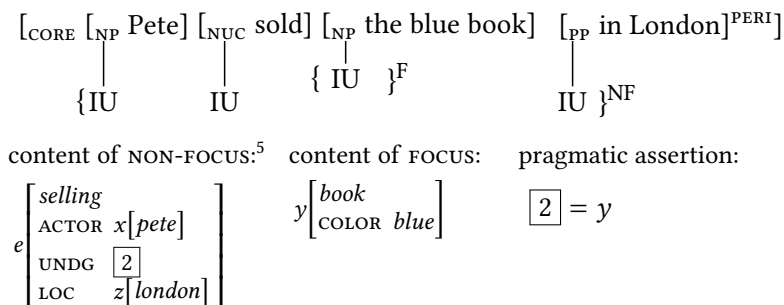 [CORE [NP Pete] [NUC sold] [NP the blue book] [PP in London]PERI]
{IU IU { IU }F IU }NF
content of NON-FOCUS:5 content of FOCUS: pragmatic assertion:
e[selling
ACTOR x[pete]
UNDG 2
LOC z[london]]
y[book
COLOR blue]
2 = y